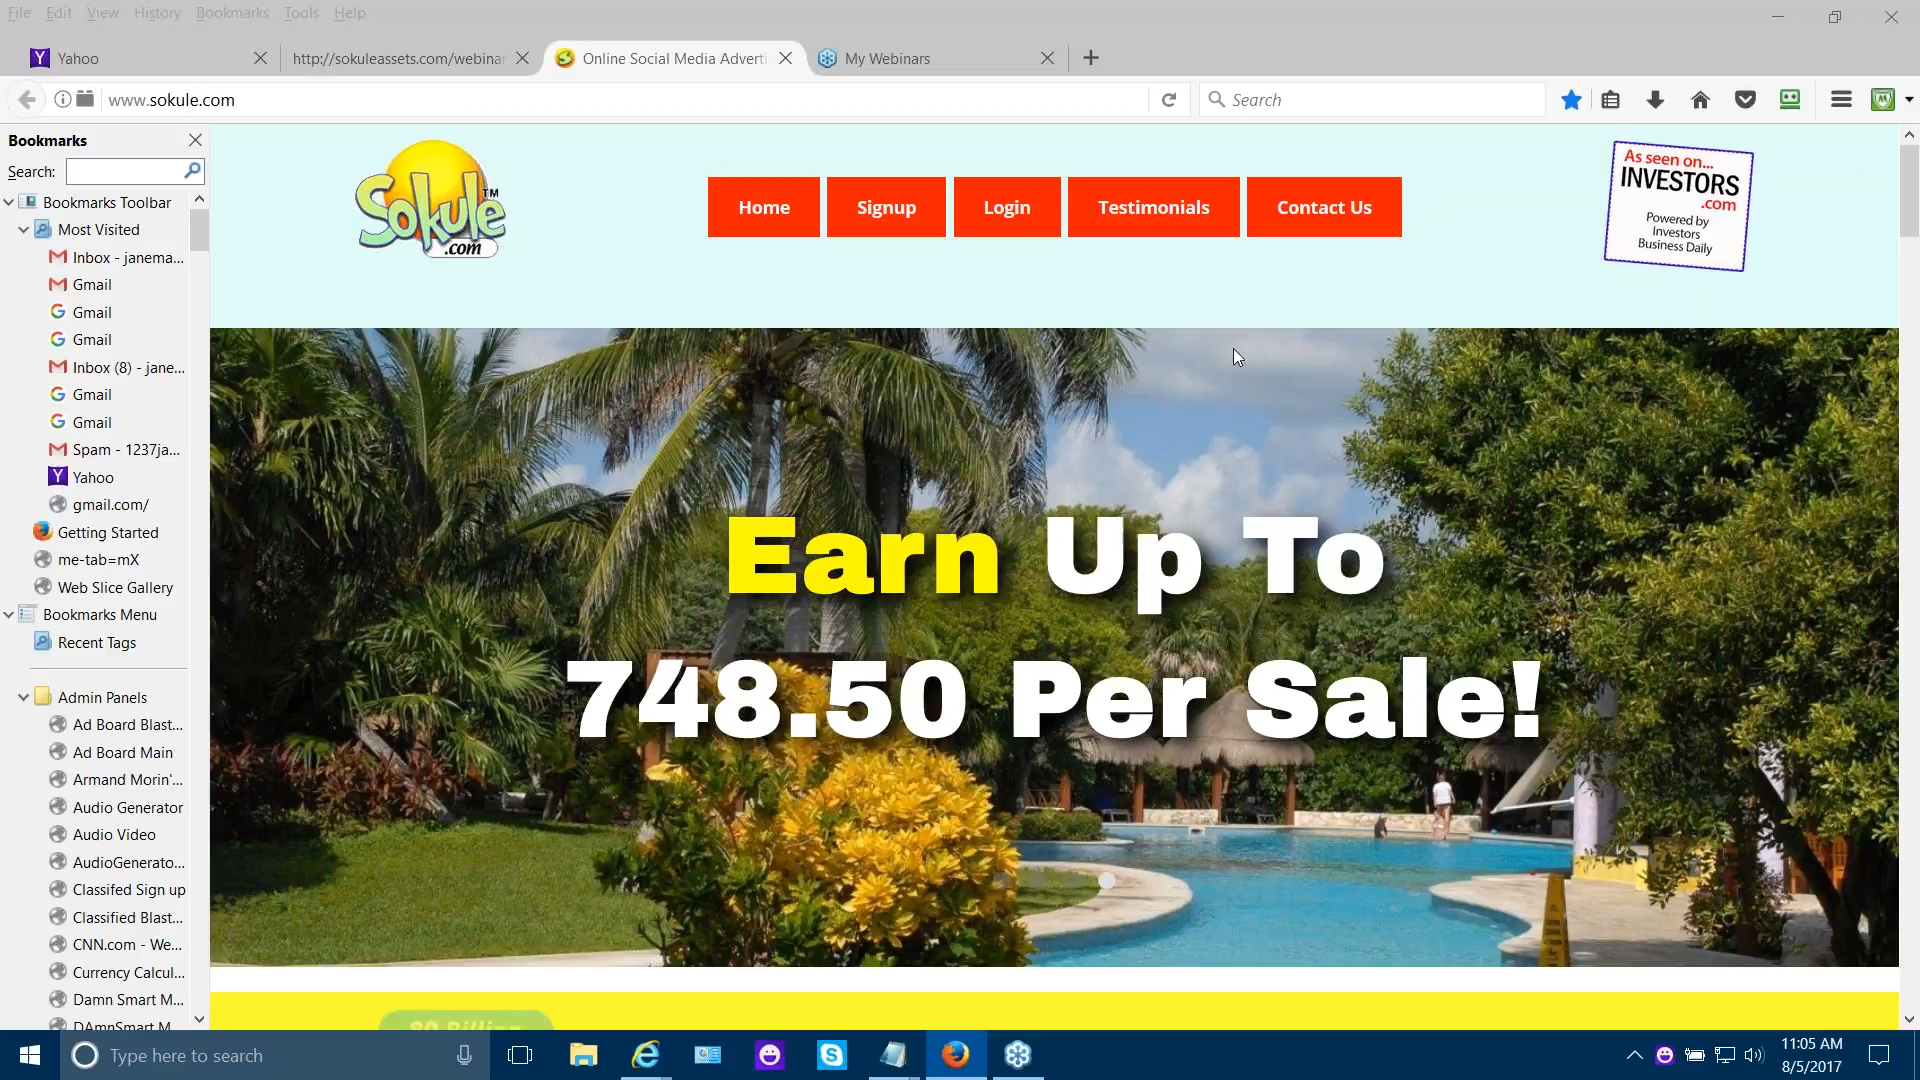 File Edit View History Bookmarks Tools Help
Yahoo
http://sokuleassets.com/webinar
Online Social Media Adverti
My Webinars
www.sokule.com
Search
Bookmarks
Search:
Bookmarks Toolbar
Most Visited
Inbox - janema...
Gmail
Gmail
Gmail
Inbox (8) - jane...
Gmail
Gmail
Spam - 1237ja...
Yahoo
gmail.com/
Getting Started
me-tab=mX
Web Slice Gallery
Bookmarks Menu
Recent Tags
Admin Panels
Ad Board Blast...
Ad Board Main
Armand Morin'...
Audio Generator
Audio Video
AudioGenerato...
Classifed Sign up
Classified Blast...
CNN.com - We...
Currency Calcul...
Damn Smart M...
DAmnSmart M
Sokule™
.com
Home Signup Login Testimonials Contact Us
As seen on...
INVESTORS
.com
Powered by
Investors
Business Daily
Earn Up To
748.50 Per Sale!
Type here to search
11:05 AM
8/5/2017